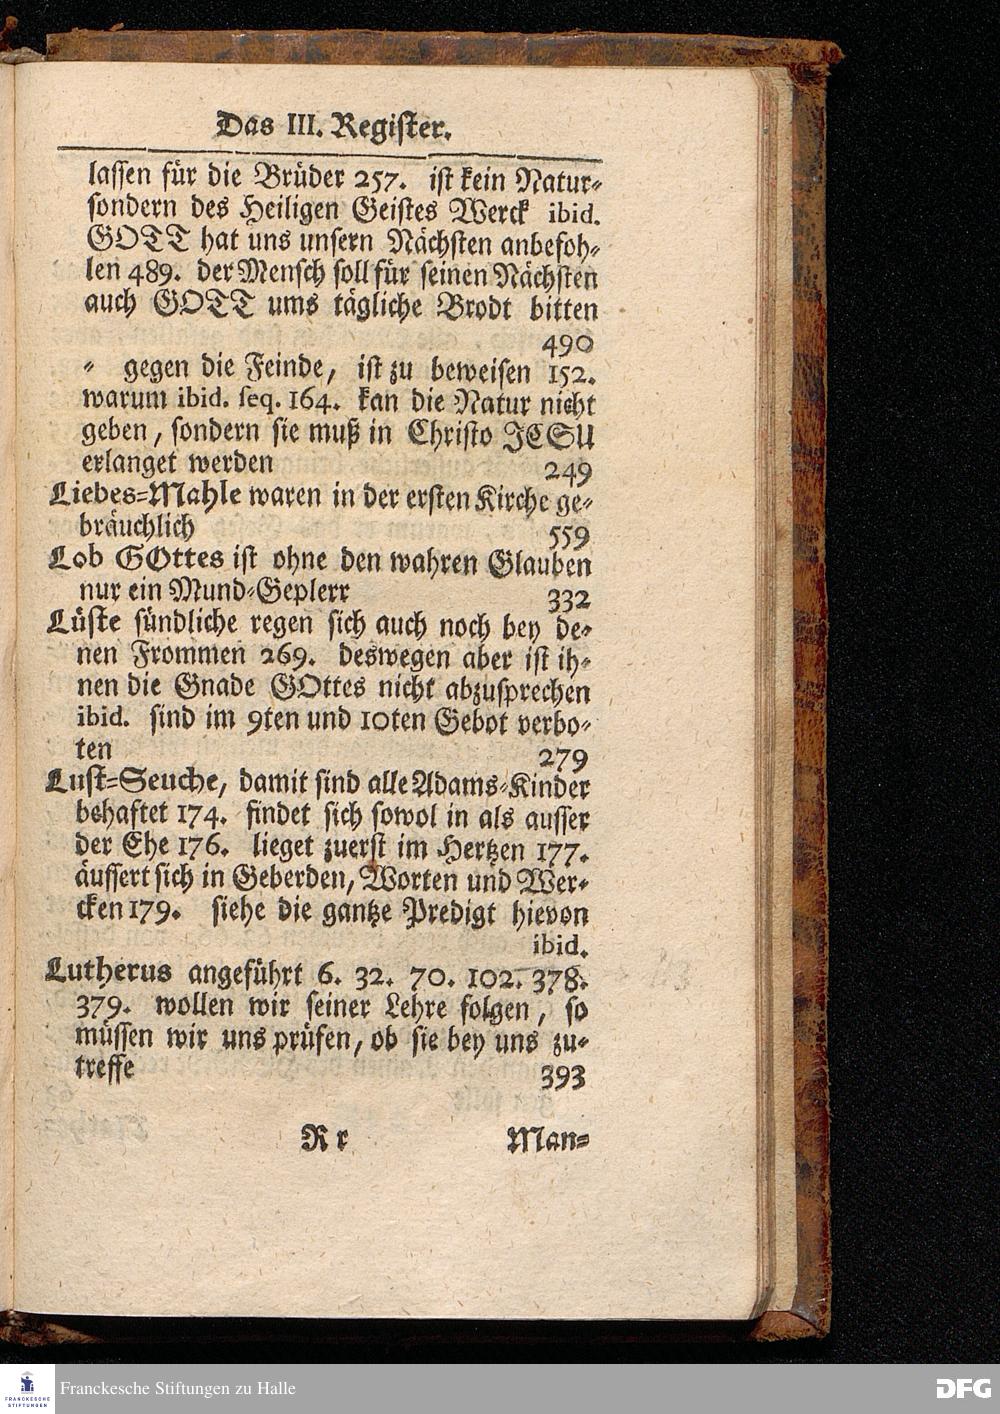 Das III. Register.
lassen für die Brüder 257. ist kein Natur-
sondern des Heiligen Geistes Werck ibid.
GOTT hat uns unsern Nächsten anbefoh-
len 489. der Mensch soll für seinen Nächsten
auch GOTT ums tägliche Brodt bitten
490
- gegen die Feinde, ist zu beweisen 152.
warum ibid. seq. 164. kan die Natur nicht
geben, sondern sie muß in Christo JESU
erlanget werden 249
Liebes-Mahle waren in der ersten Kirche ge-
bräuchlich 559
Lob GOttes ist ohne den wahren Glauben
nur ein Mund-Geplerr 332
Lüste sündliche regen sich auch noch bey de-
nen Frommen 269. deswegen aber ist ih-
nen die Gnade GOttes nicht abzusprechen
ibid. sind im 9ten und 10ten Gebot verbo-
ten 279
Lust-Seuche, damit sind alle Adams-Kinder
behaftet 174. findet sich sowol in als ausser
der Ehe 176. lieget zuerst im Hertzen 177.
äussert sich in Geberden, Worten und Wer-
cken 179. siehe die gantze Predigt hievon
ibid.
Lutherus angeführt 6. 32. 70. 102. 378.
379. wollen wir seiner Lehre folgen, so
müssen wir uns prüfen, ob sie bey uns zu-
treffe 393
R r Man-
FRANCKESCHE
STIFTUNGEN
Franckesche Stiftungen zu Halle
DFG